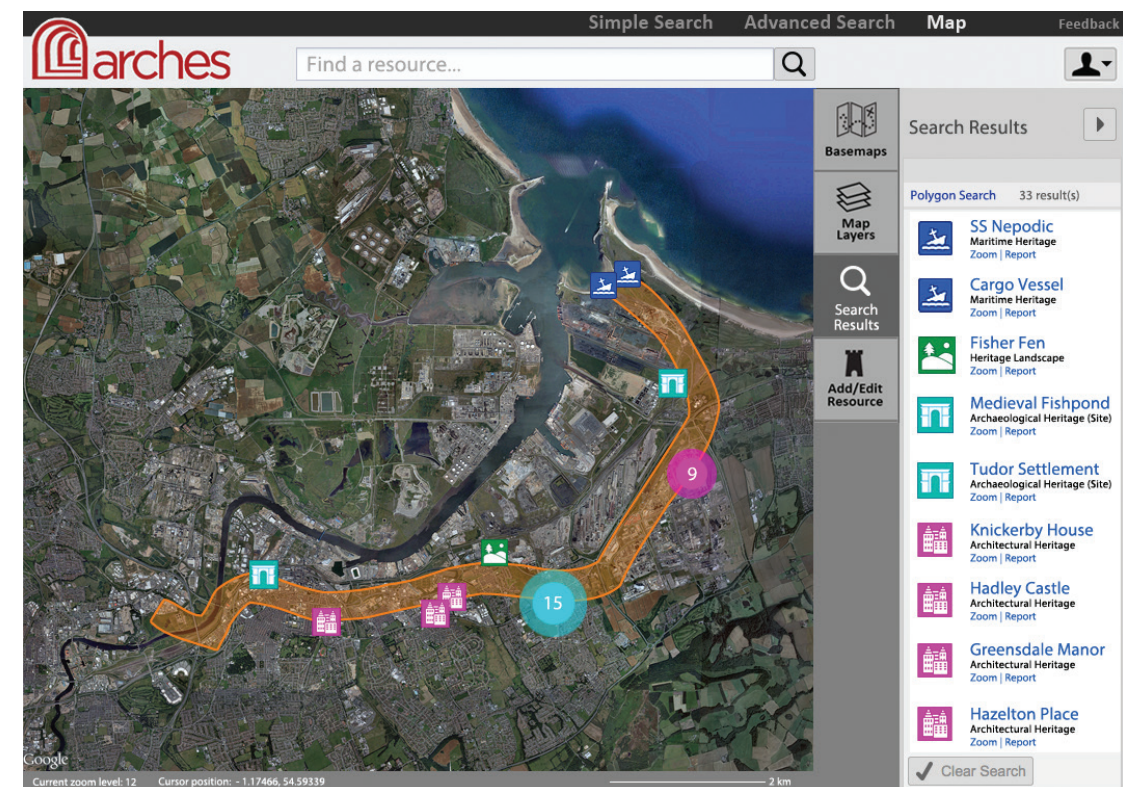 Simple Search Advanced Search Map Feedback
arches
Find a resource...
Basemaps
Map
Layers
Search
Results
Add/Edit
Resource
9
15
Search Results
Polygon Search 33 result(s)
SS Nepodic
Maritime Heritage
Zoom | Report
Cargo Vessel
Maritime Heritage
Zoom | Report
Fisher Fen
Heritage Landscape
Zoom | Report
Medieval Fishpond
Archaeological Heritage (Site)
Zoom | Report
Tudor Settlement
Archaeological Heritage (Site)
Zoom | Report
Knickerby House
Architectural Heritage
Zoom | Report
Hadley Castle
Architectural Heritage
Zoom | Report
Greensdale Manor
Architectural Heritage
Zoom | Report
Hazelton Place
Architectural Heritage
Zoom | Report
Clear Search
Google
Current zoom level: 12 Cursor position: - 1.17466, 54.59339 2 km